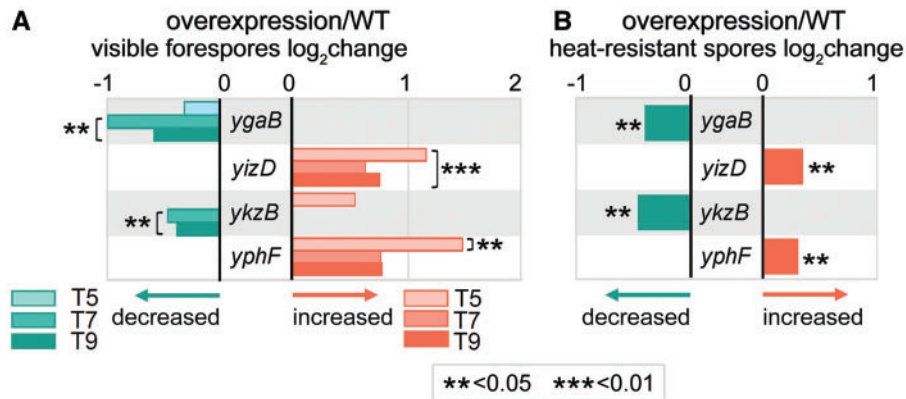 A
overexpression/WT
visible forespores log₂change
-1 0 0 1 2
** ygaB
yizD ***
** ykzB
yphF **
T5
T7
T9
decreased
increased
T5
T7
T9
B
overexpression/WT
heat-resistant spores log₂change
-1 0 0 1
** ygaB
yizD **
** ykzB
yphF **
decreased
increased
**<0.05 ***<0.01